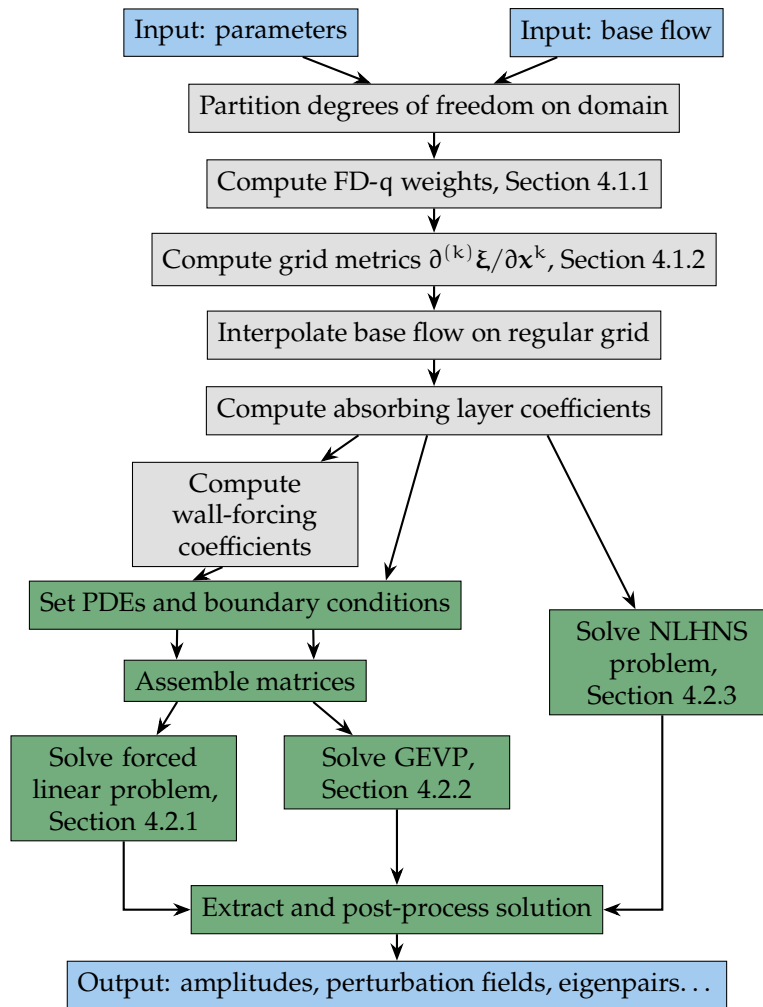 Input: parameters
Input: base flow
Partition degrees of freedom on domain
Compute FD-q weights, Section 4.1.1
Compute grid metrics ∂⁽ᵏ⁾ξ/∂xᵏ, Section 4.1.2
Interpolate base flow on regular grid
Compute absorbing layer coefficients
Compute
wall-forcing
coefficients
Set PDEs and boundary conditions
Solve NLHNS
problem,
Section 4.2.3
Assemble matrices
Solve forced
linear problem,
Section 4.2.1
Solve GEVP,
Section 4.2.2
Extract and post-process solution
Output: amplitudes, perturbation fields, eigenpairs...